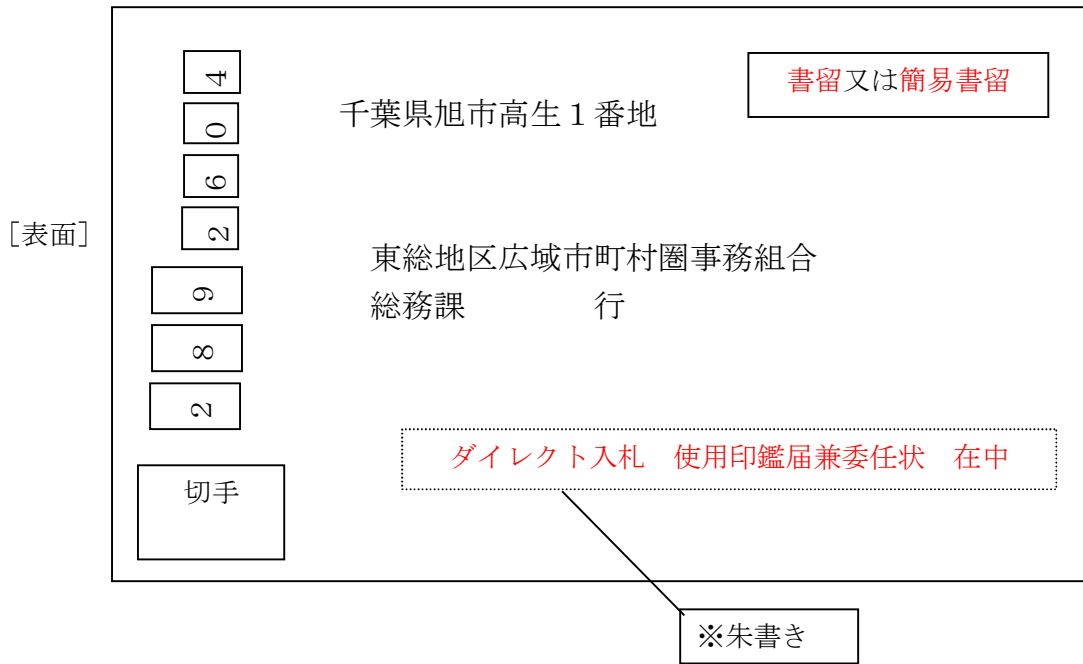 [表面]
4
0
6
2
9
8
2
切手
千葉県旭市高生１番地
書留又は簡易書留
東総地区広域市町村圏事務組合
総務課　　　　行
ダイレクト入札　使用印鑑届兼委任状　在中
※朱書き